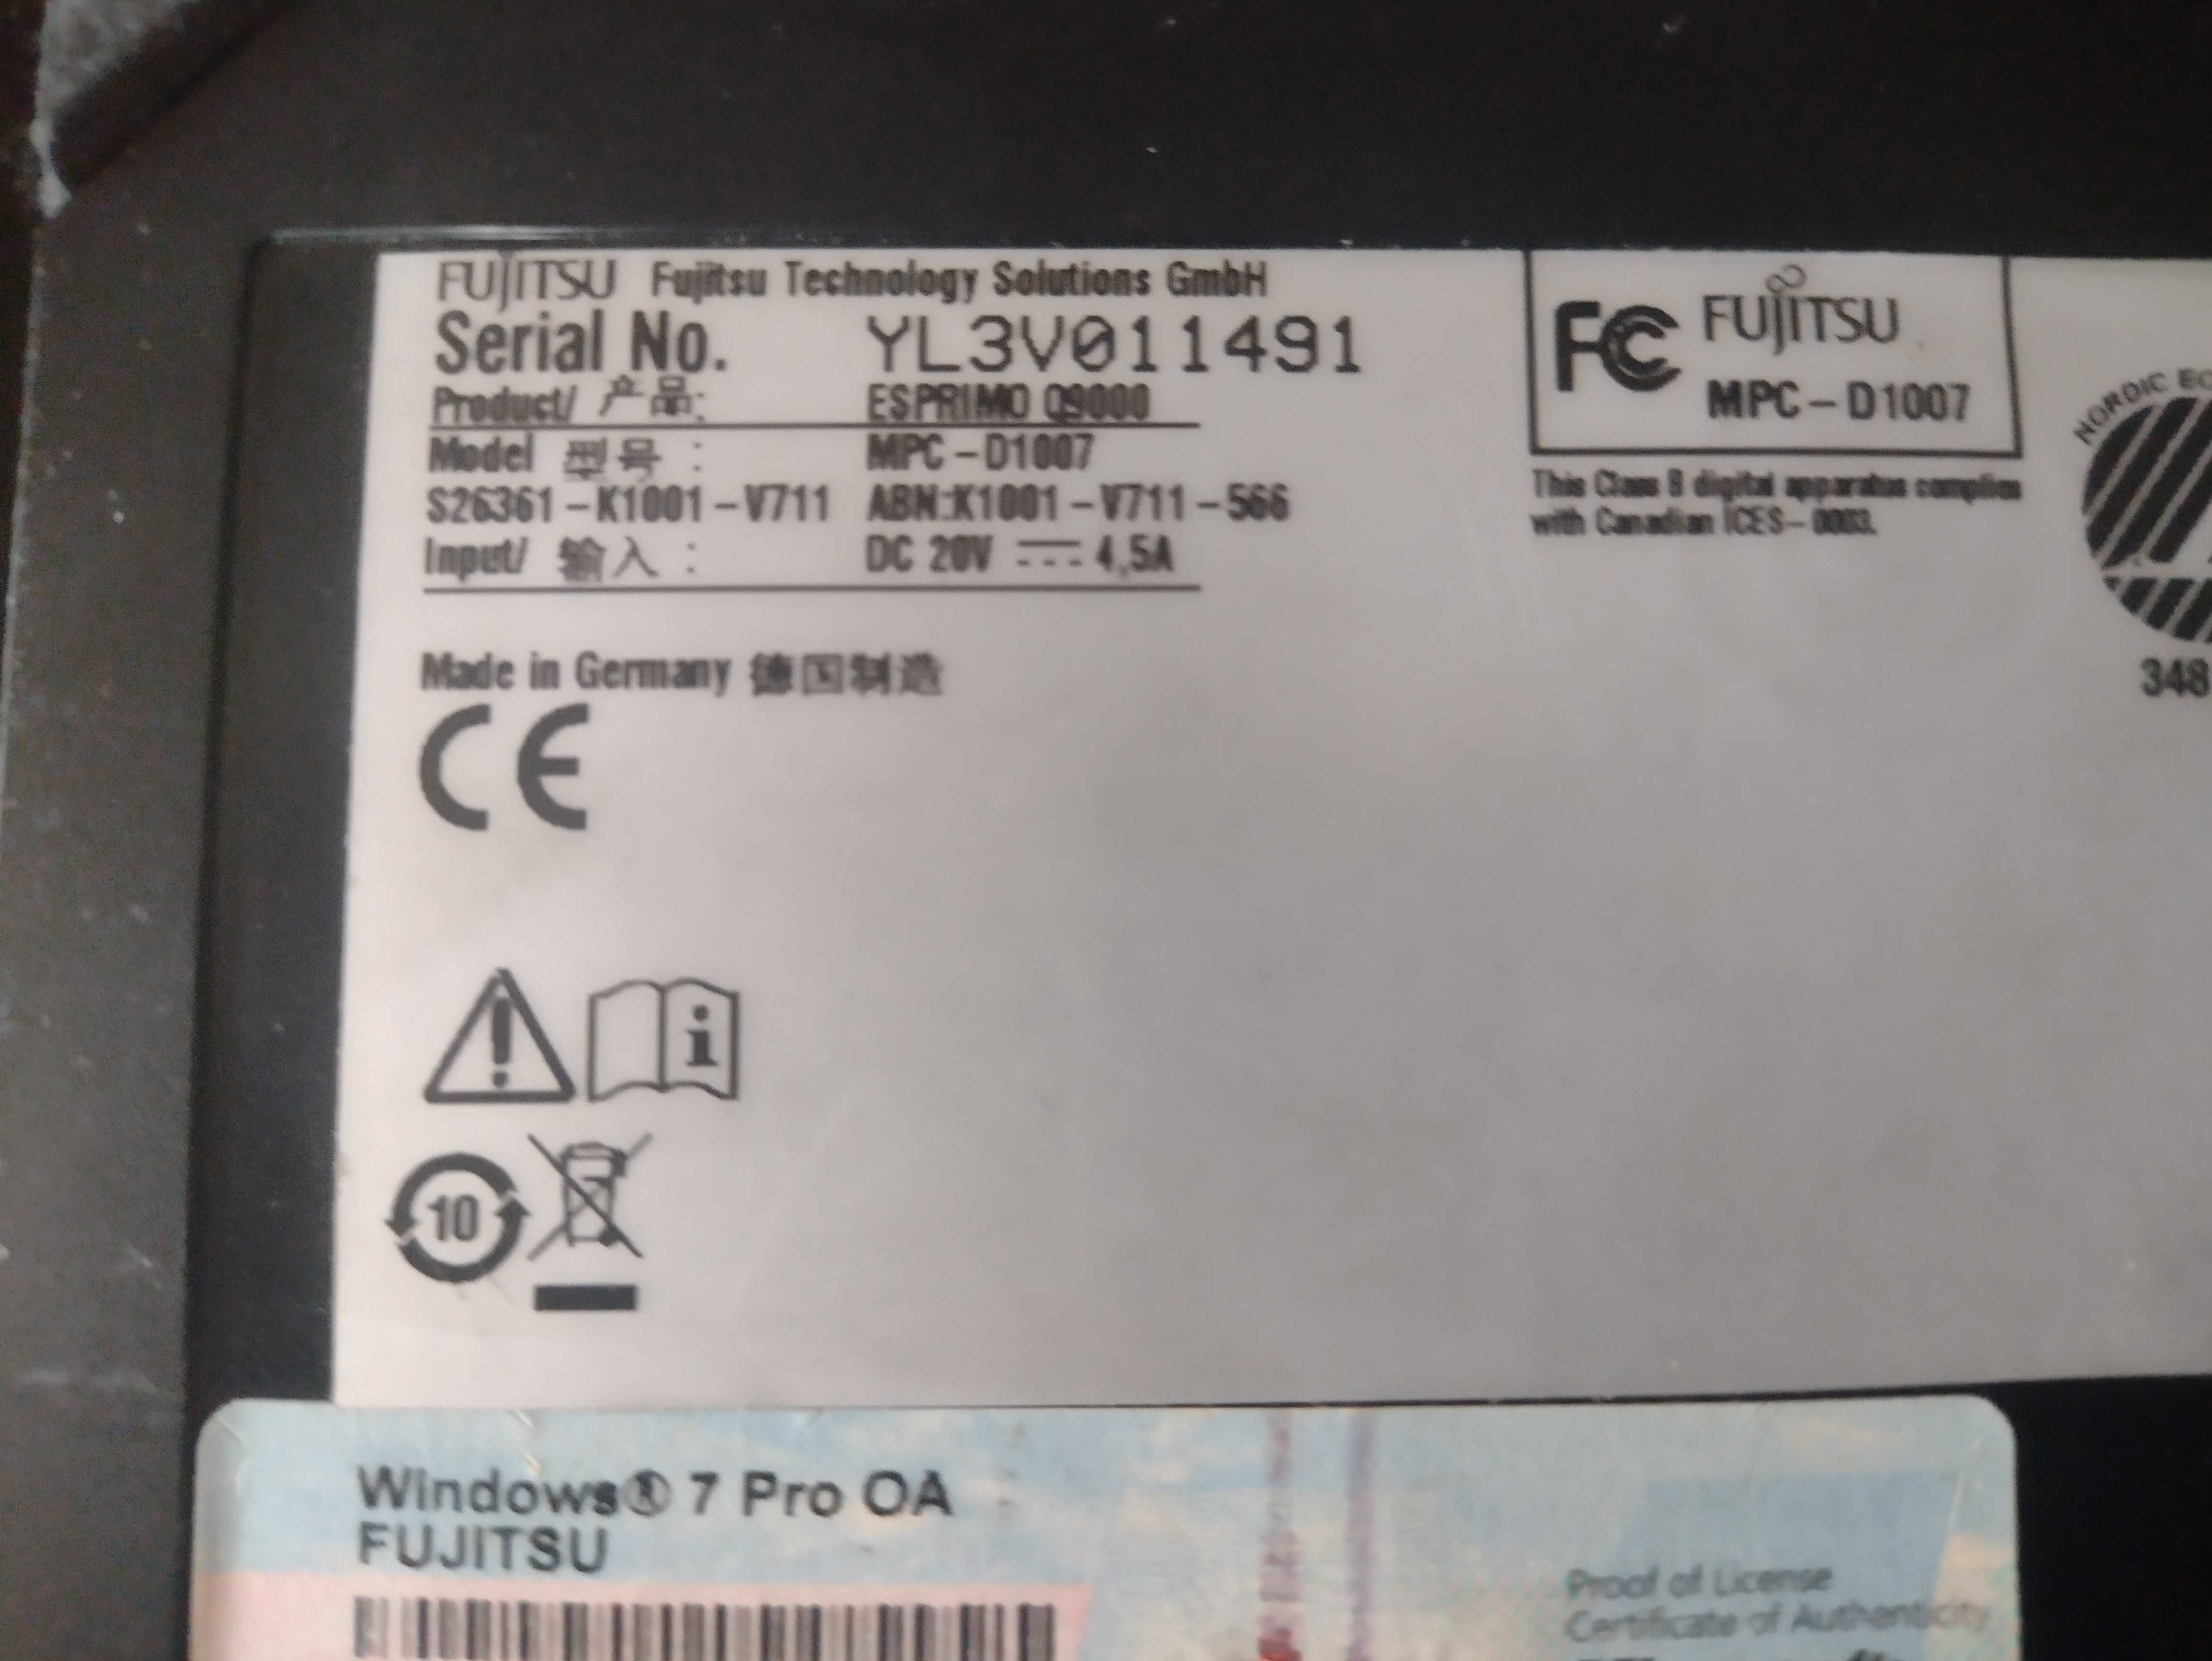 FUJITSU Fujitsu Technology Solutions GmbH
Serial No. YL3V011491
Product/ 产品: ESPRIMO Q9000
Model 型号 : MPC-D1007
S26361-K1001-V711 ABN:K1001-V711-566
Input/ 输入 : DC 20V 4,5A
Made in Germany 德国制造
CE
i
10
FC FUJITSU
MPC-D1007
This Class B digital apparatus complies
with Canadian ICES-0003.
NORDIC
348
Windows® 7 Pro OA
FUJITSU
Proof of License
Certificate of Authenticity